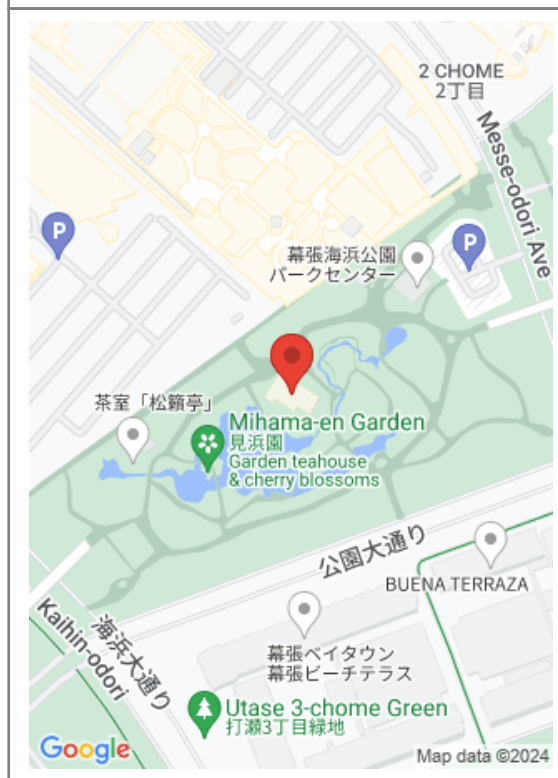 2 CHOME
2丁目
Messe-odori Ave
P
P
幕張海浜公園
パークセンター
茶室「松籟亭」
Mihama-en Garden
見浜園
Garden teahouse
& cherry blossoms
公園大通り
BUENA TERRAZA
海浜大通り
Kaihin-odori
幕張ベイタウン
幕張ビーチテラス
Utase 3-chome Green
打瀬3丁目緑地
Google
Map data ©2024